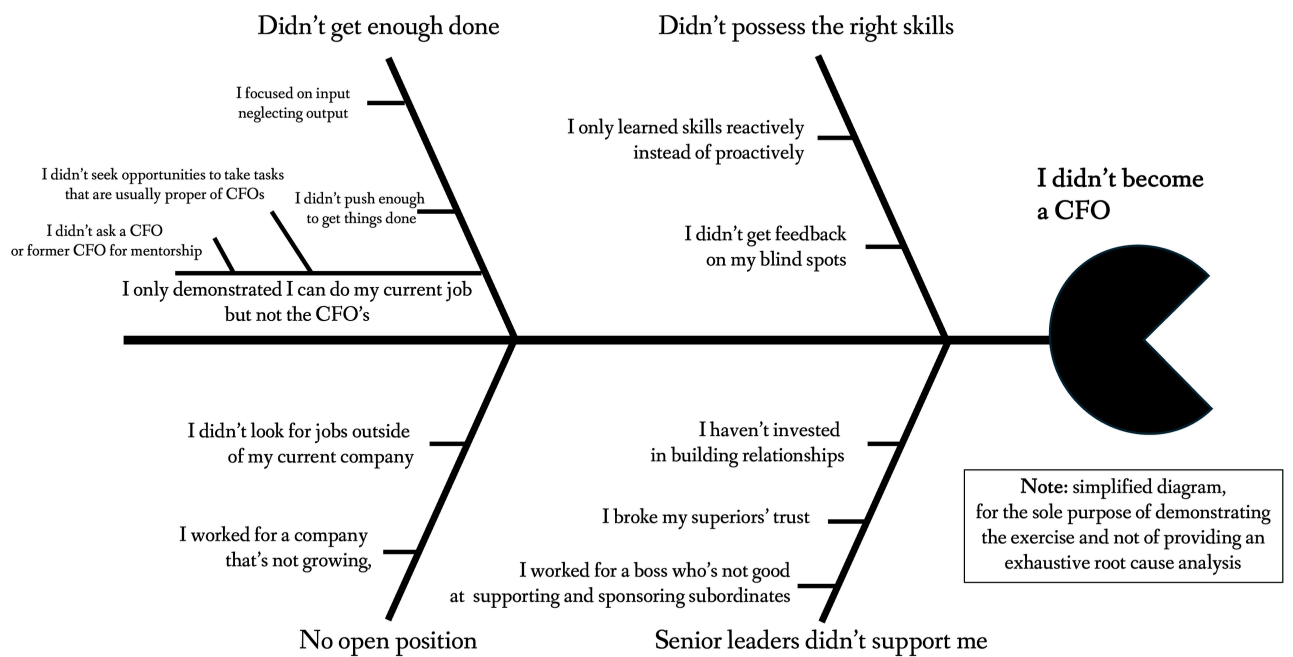 Didn't get enough done
Didn't possess the right skills
I focused on input
neglecting output
I only learned skills reactively
instead of proactively
I didn't seek opportunities to take tasks
that are usually proper of CFOs
I didn't push enough
to get things done
I didn't become
a CFO
I didn't ask a CFO
or former CFO for mentorship
I didn't get feedback
on my blind spots
I only demonstrated I can do my current job
but not the CFO's
I didn't look for jobs outside
of my current company
I haven't invested
in building relationships
I worked for a company
that's not growing,
I broke my superiors' trust
I worked for a boss who's not good
at supporting and sponsoring subordinates
Note: simplified diagram,
for the sole purpose of demonstrating
the exercise and not of providing an
exhaustive root cause analysis
No open position
Senior leaders didn't support me